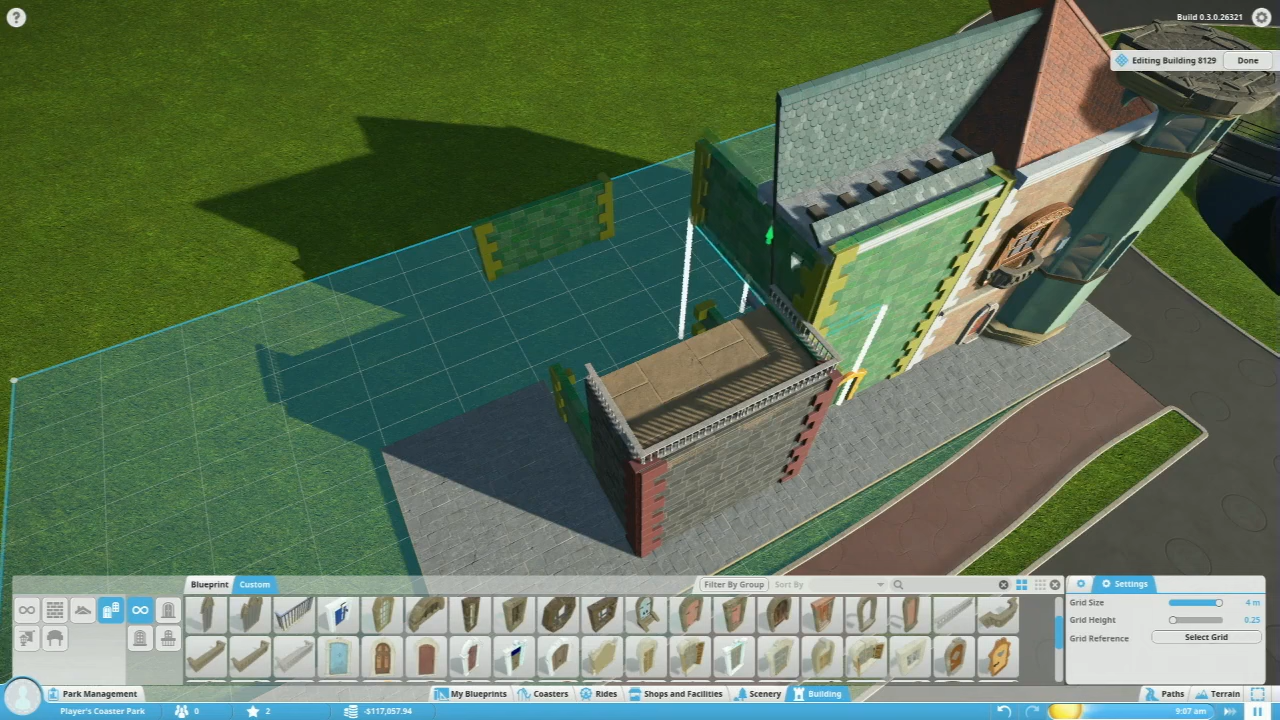 ?
Build 0.3.0.26321
Editing Building 8129 Done
Blueprint Custom
Filter By Group Sort By
Settings
Grid Size 4 m
Grid Height 0.25
Grid Reference Select Grid
Park Management
My Blueprints Coasters Rides Shops and Facilities Scenery Building Paths Terrain
Player's Coaster Park 0 2 -$117,057.94 9:07 am